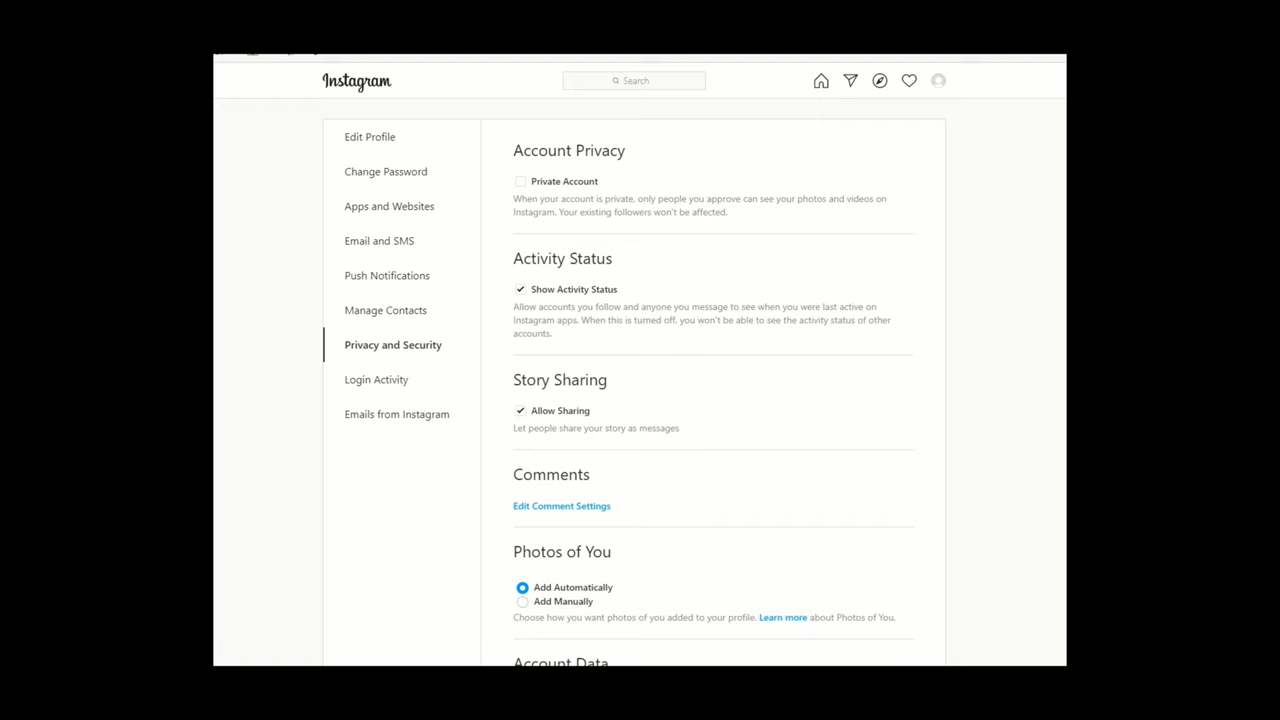 Instagram
Search
Edit Profile
Change Password
Apps and Websites
Email and SMS
Push Notifications
Manage Contacts
Privacy and Security
Login Activity
Emails from Instagram
Account Privacy
Private Account
When your account is private, only people you approve can see your photos and videos on
Instagram. Your existing followers won't be affected.
Activity Status
Show Activity Status
Allow accounts you follow and anyone you message to see when you were last active on
Instagram apps. When this is turned off, you won't be able to see the activity status of other
accounts.
Story Sharing
Allow Sharing
Let people share your story as messages
Comments
Edit Comment Settings
Photos of You
Add Automatically
Add Manually
Choose how you want photos of you added to your profile. Learn more about Photos of You.
Account Data